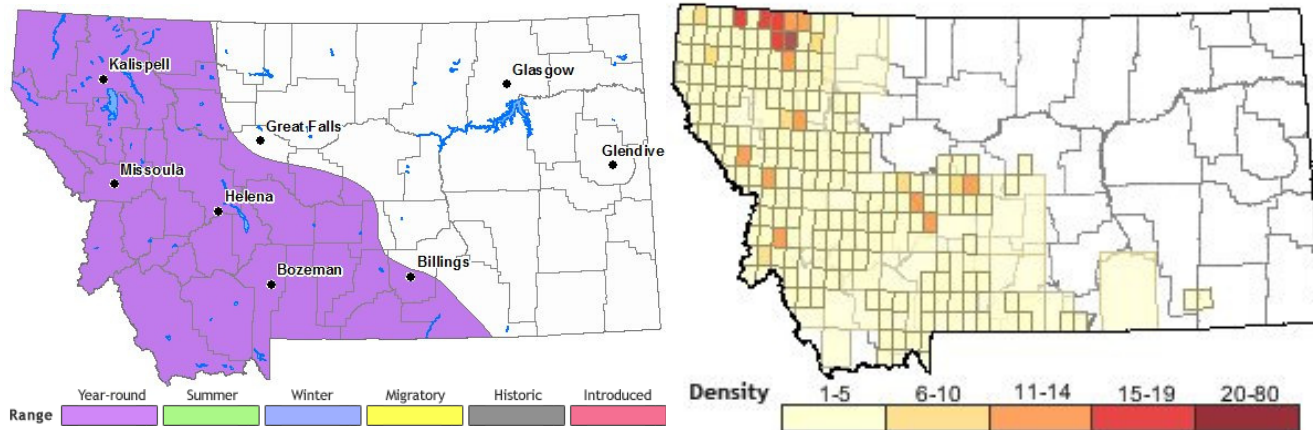 Kalispell
Glasgow
Great Falls
Glendive
Missoula
Helena
Billings
Bozeman
Year-round Summer Winter Migratory Historic Introduced
Range
Density 1-5 6-10 11-14 15-19 20-80